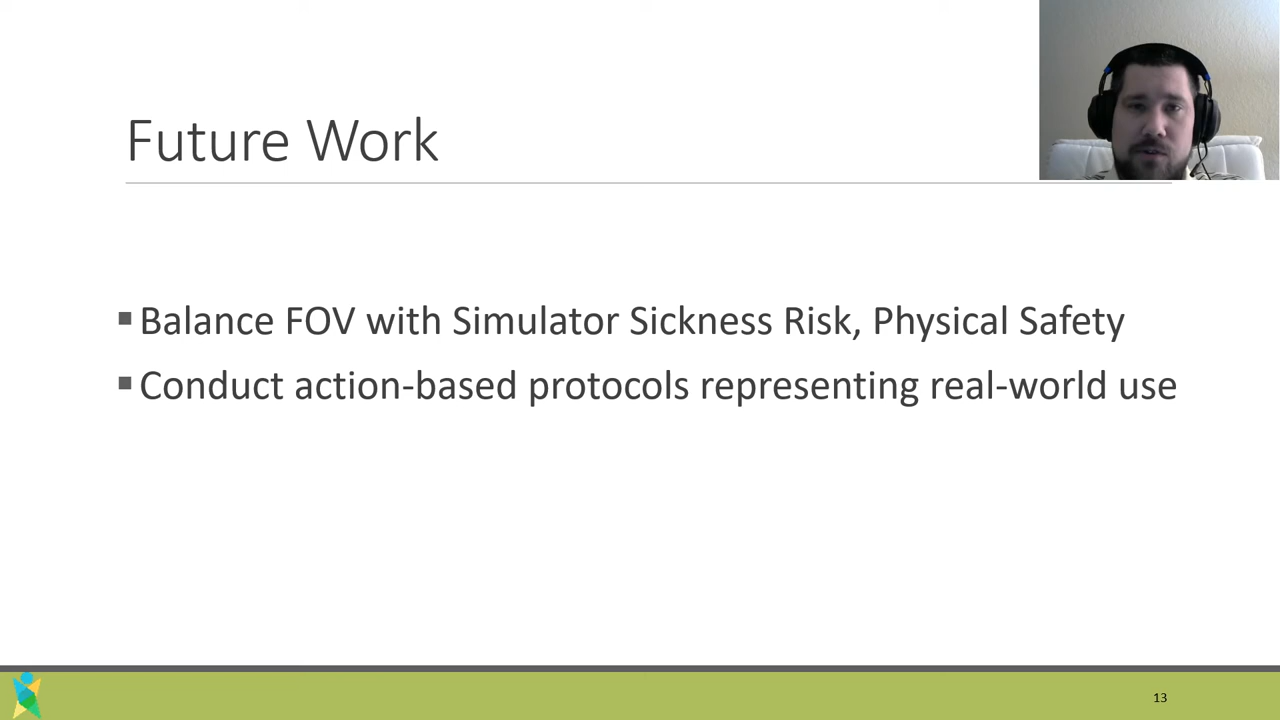 Future Work
▪Balance FOV with Simulator Sickness Risk, Physical Safety
▪Conduct action-based protocols representing real-world use
13